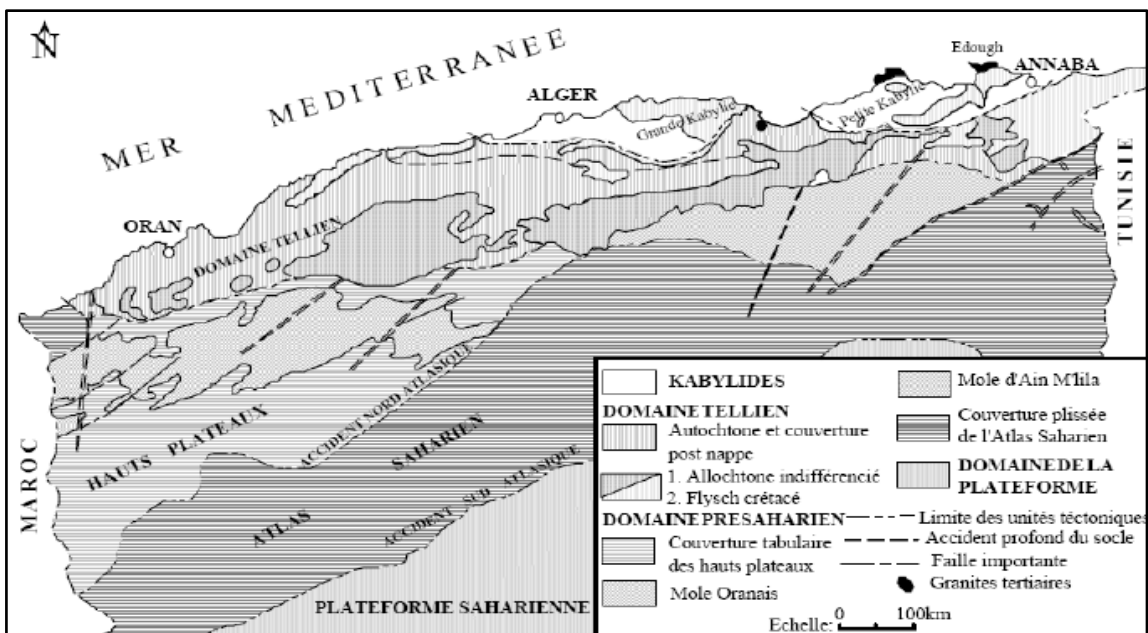 N
MER MEDITERRANEE
Edough
ANNABA
ALGER
Grande Kabylie
Petite Kabylie
TUNISIE
ORAN
DOMAINE TELLIEN
ACCIDENT NORD ATLASIQUE
HAUTS PLATEAUX
SAHARIEN
MAROC
ATLAS
ACCIDENT SUD ATLASIQUE
PLATEFORME SAHARIENNE
KABYLIDES
DOMAINE TELLIEN
Autochtone et couverture
post nappe
1. Allochtone indifférencié
2. Flysch crétacé
DOMAINE PRESAHARIEN
Couverture tabulaire
des hauts plateaux
Mole Oranais
Mole d'Ain M'lila
Couverture plissée
de l'Atlas Saharien
DOMAINE DE LA
PLATEFORME
Limite des unités téctoniques
Accident profond du socle
Faille importante
Granites tertiaires
Echelle: 0 100km